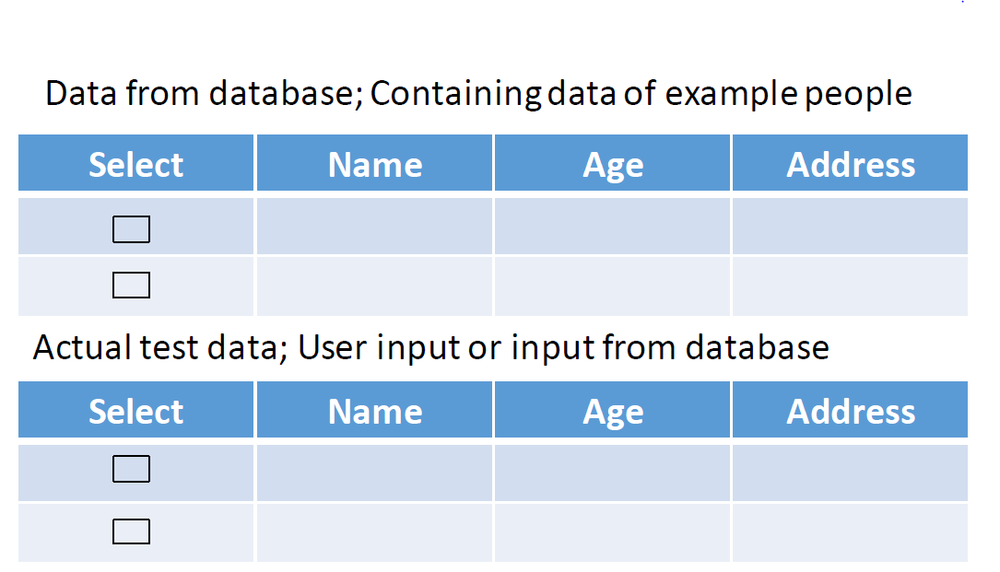 Data from database; Containing data of example people
Select Name Age Address
Actual test data; User input or input from database
Select Name Age Address